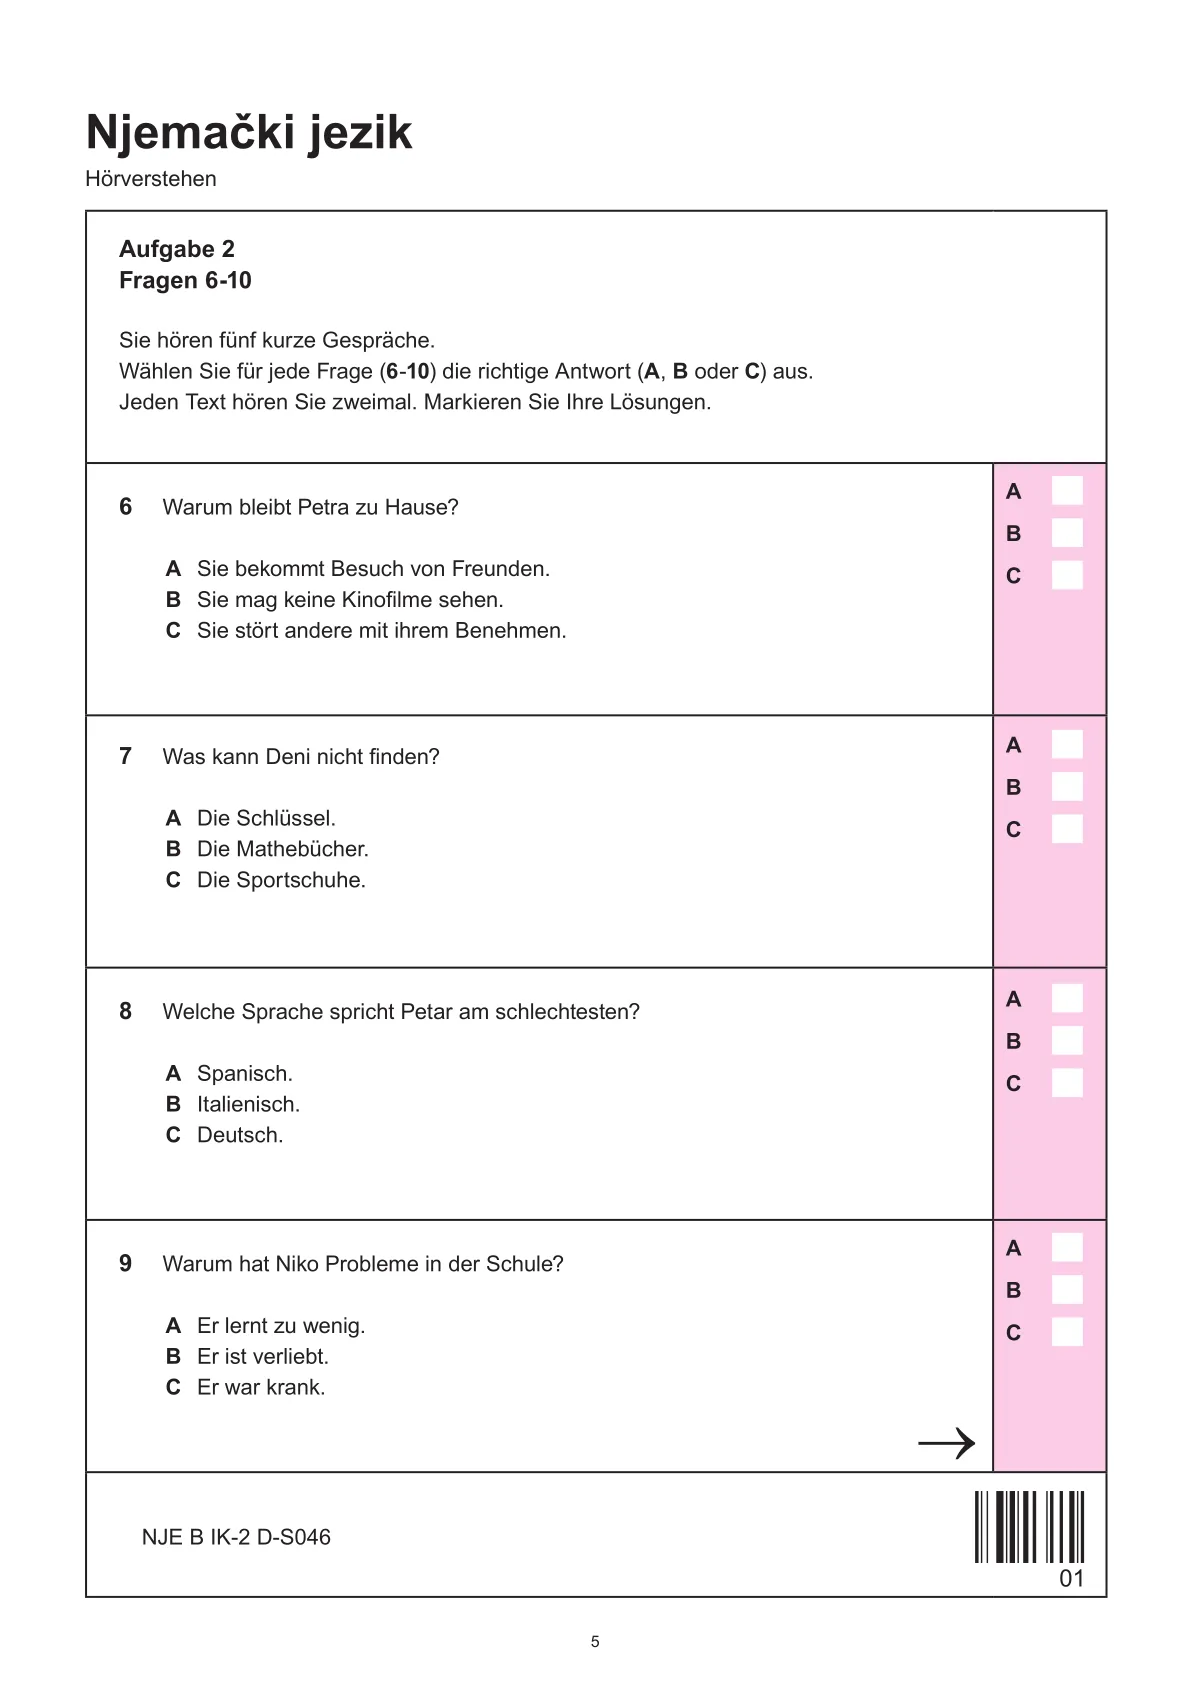 Njemački jezik
Hörverstehen
Aufgabe 2
Fragen 6-10
Sie hören fünf kurze Gespräche.
Wählen Sie für jede Frage (6-10) die richtige Antwort (A, B oder C) aus.
Jeden Text hören Sie zweimal. Markieren Sie Ihre Lösungen.
6 Warum bleibt Petra zu Hause?
A Sie bekommt Besuch von Freunden.
B Sie mag keine Kinofilme sehen.
C Sie stört andere mit ihrem Benehmen.
A
B
C
7 Was kann Deni nicht finden?
A Die Schlüssel.
B Die Mathebücher.
C Die Sportschuhe.
A
B
C
8 Welche Sprache spricht Petar am schlechtesten?
A Spanisch.
B Italienisch.
C Deutsch.
A
B
C
9 Warum hat Niko Probleme in der Schule?
A Er lernt zu wenig.
B Er ist verliebt.
C Er war krank.
A
B
C
NJE B IK-2 D-S046
01
5